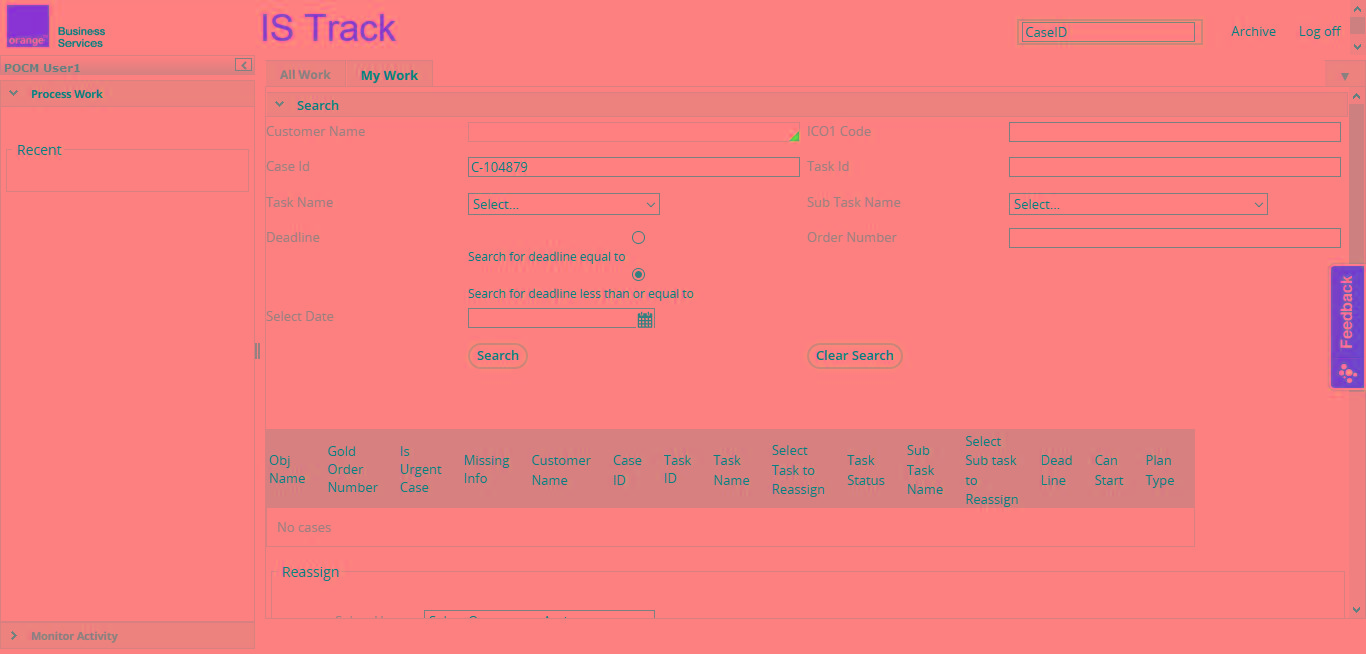 orange™
Business
Services
IS Track
CaseID
Archive
Log off
POCM User1
Process Work
Recent
Monitor Activity
All Work
My Work
Search
Customer Name
ICO1 Code
Case Id
C-104879
Task Id
Task Name
Select...
Sub Task Name
Select...
Deadline
Search for deadline equal to
Search for deadline less than or equal to
Order Number
Select Date
Search
Clear Search
Feedback
Obj
Name
Gold
Order
Number
Is
Urgent
Case
Missing
Info
Customer
Name
Case
ID
Task
ID
Task
Name
Select
Task to
Reassign
Task
Status
Sub
Task
Name
Select
Sub task
to
Reassign
Dead
Line
Can
Start
Plan
Type
No cases
Reassign